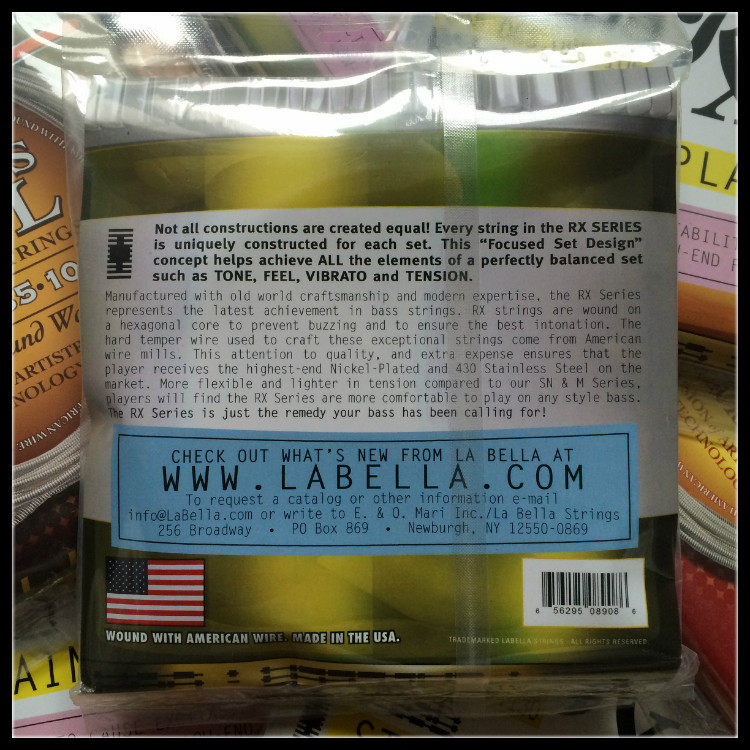 Not all constructions are created equal! Every string in the RX SERIES
is uniquely constructed for each set. This “Focused Set Design”
concept helps achieve ALL the elements of a perfectly balanced set
such as TONE, FEEL, VIBRATO and TENSION.
Manufactured with old world craftsmanship and modern expertise, the RX Series
represents the latest achievement in bass strings. RX strings are wound on
a hexagonal core to prevent buzzing and to ensure the best intonation. The
hard temper wire used to craft these exceptional strings come from American
wire mills. This attention to quality, and extra expense ensures that the
player receives the highest-end Nickel-Plated and 430 Stainless Steel on the
market. More flexible and lighter in tension compared to our SN & M Series,
players will find the RX Series are more comfortable to play on any style bass.
The RX Series is just the remedy your bass has been calling for!
CHECK OUT WHAT'S NEW FROM LA BELLA AT
WWW.LABELLA.COM
To request a catalog or other information e-mail
info@LaBella.com or write to E. & O. Mari Inc./La Bella Strings
256 Broadway • PO Box 869 • Newburgh, NY 12550-0869
WOUND WITH AMERICAN WIRE. MADE IN THE USA.
6 56295 08908 6
TRADEMARKED LABELLA STRINGS - ALL RIGHTS RESERVED